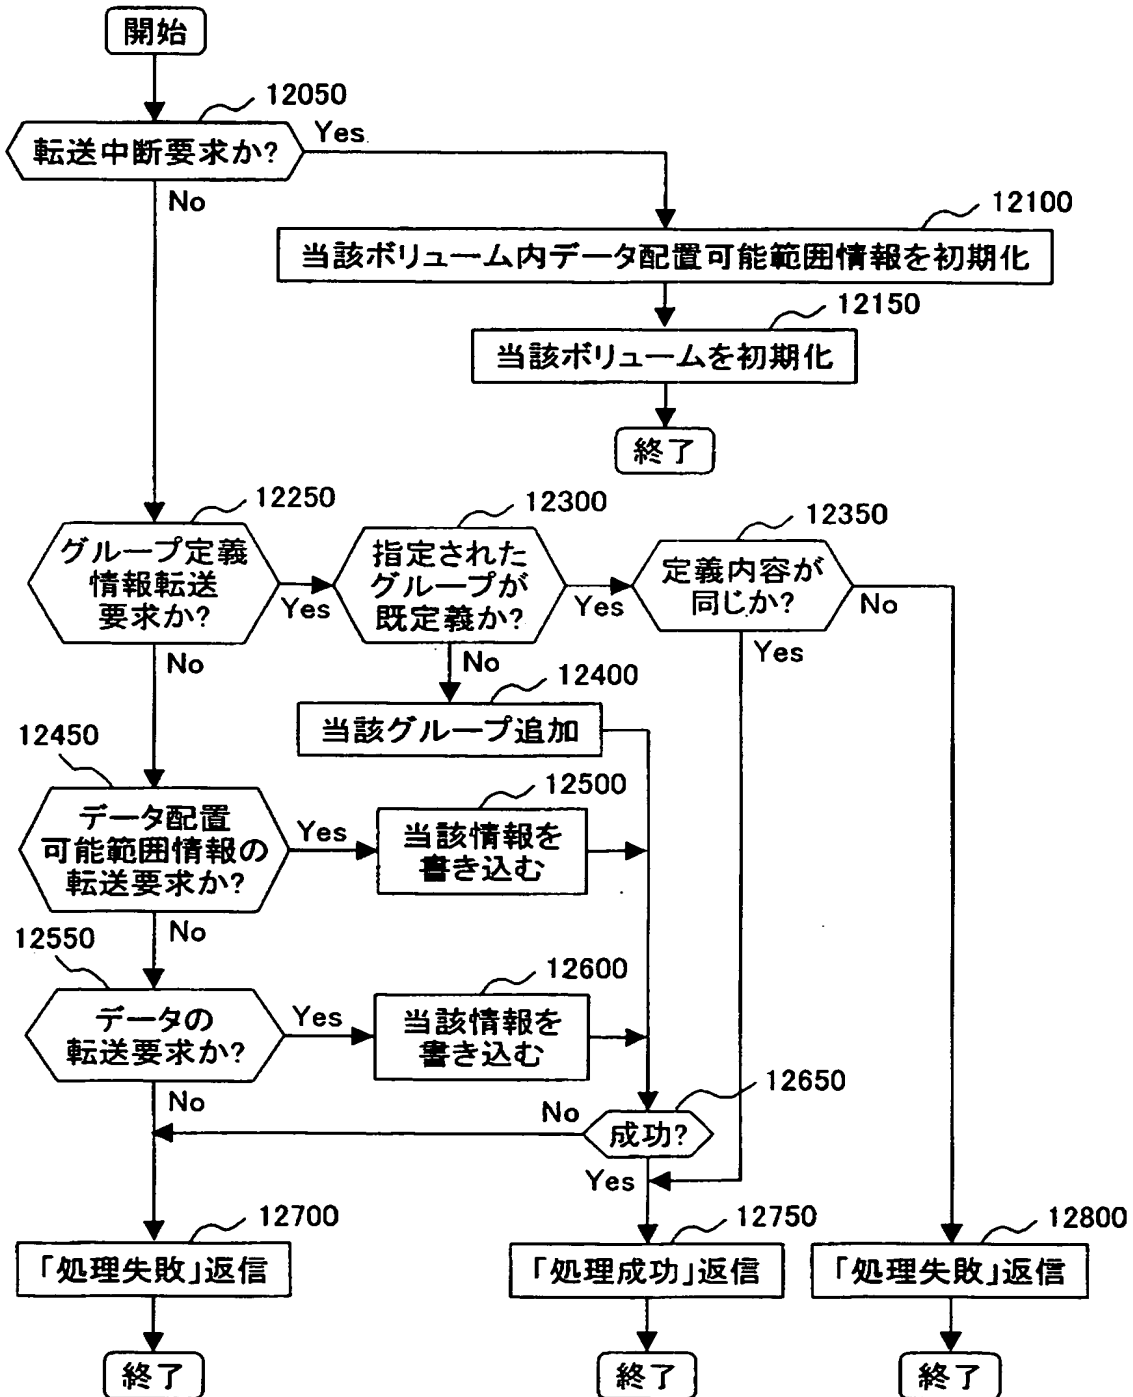 開始
12050
転送中断要求か?
Yes
No
12100
当該ボリューム内データ配置可能範囲情報を初期化
12150
当該ボリュームを初期化
終了
12250
グループ定義
情報転送
要求か?
Yes
No
12300
指定された
グループが
既定義か?
Yes
No
12350
定義内容が
同じか?
No
Yes
12400
当該グループ追加
12450
データ配置
可能範囲情報の
転送要求か?
Yes
No
12500
当該情報を
書き込む
12550
データの
転送要求か?
Yes
No
12600
当該情報を
書き込む
12650
成功?
No
Yes
12700
「処理失敗」返信
終了
12750
「処理成功」返信
終了
12800
「処理失敗」返信
終了